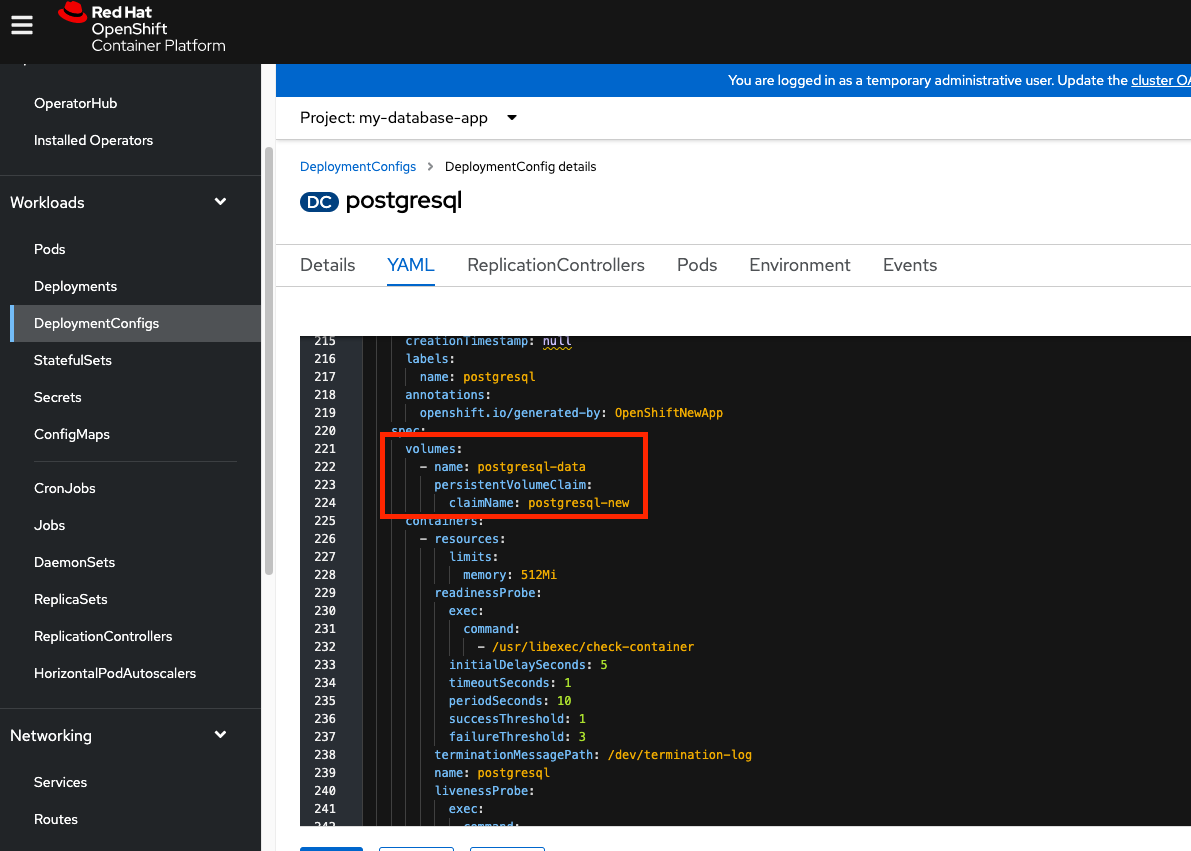 Red Hat
OpenShift
Container Platform
OperatorHub
Installed Operators
Workloads
Pods
Deployments
DeploymentConfigs
StatefulSets
Secrets
ConfigMaps
CronJobs
Jobs
DaemonSets
ReplicaSets
ReplicationControllers
HorizontalPodAutoscalers
Networking
Services
Routes
You are logged in as a temporary administrative user. Update the cluster OA
Project: my-database-app
DeploymentConfigs > DeploymentConfig details
DC postgresql
Details YAML ReplicationControllers Pods Environment Events
215 creationTimestamp: null
216 labels:
217 name: postgresql
218 annotations:
219 openshift.io/generated-by: OpenShiftNewApp
220 spec:
221 volumes:
222 - name: postgresql-data
223 persistentVolumeClaim:
224 claimName: postgresql-new
225 containers:
226 - resources:
227 limits:
228 memory: 512Mi
229 readinessProbe:
230 exec:
231 command:
232 - /usr/libexec/check-container
233 initialDelaySeconds: 5
234 timeoutSeconds: 1
235 periodSeconds: 10
236 successThreshold: 1
237 failureThreshold: 3
238 terminationMessagePath: /dev/termination-log
239 name: postgresql
240 livenessProbe:
241 exec:
242 command: